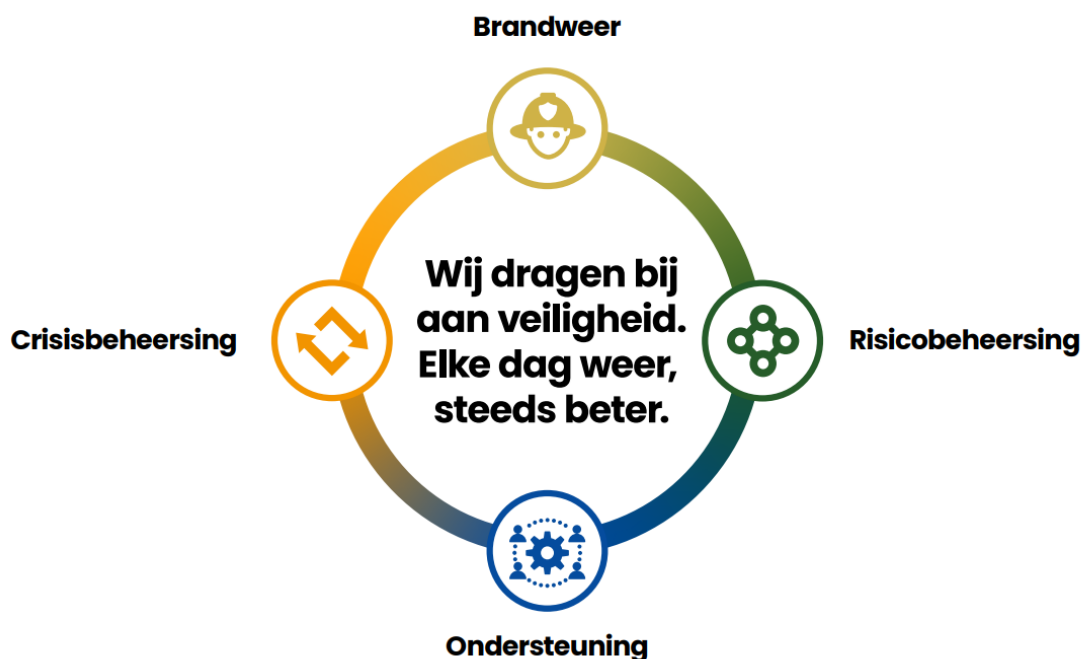 Brandweer
Wij dragen bij
aan veiligheid.
Elke dag weer,
steeds beter.
Crisisbeheersing
Risicobeheersing
Ondersteuning